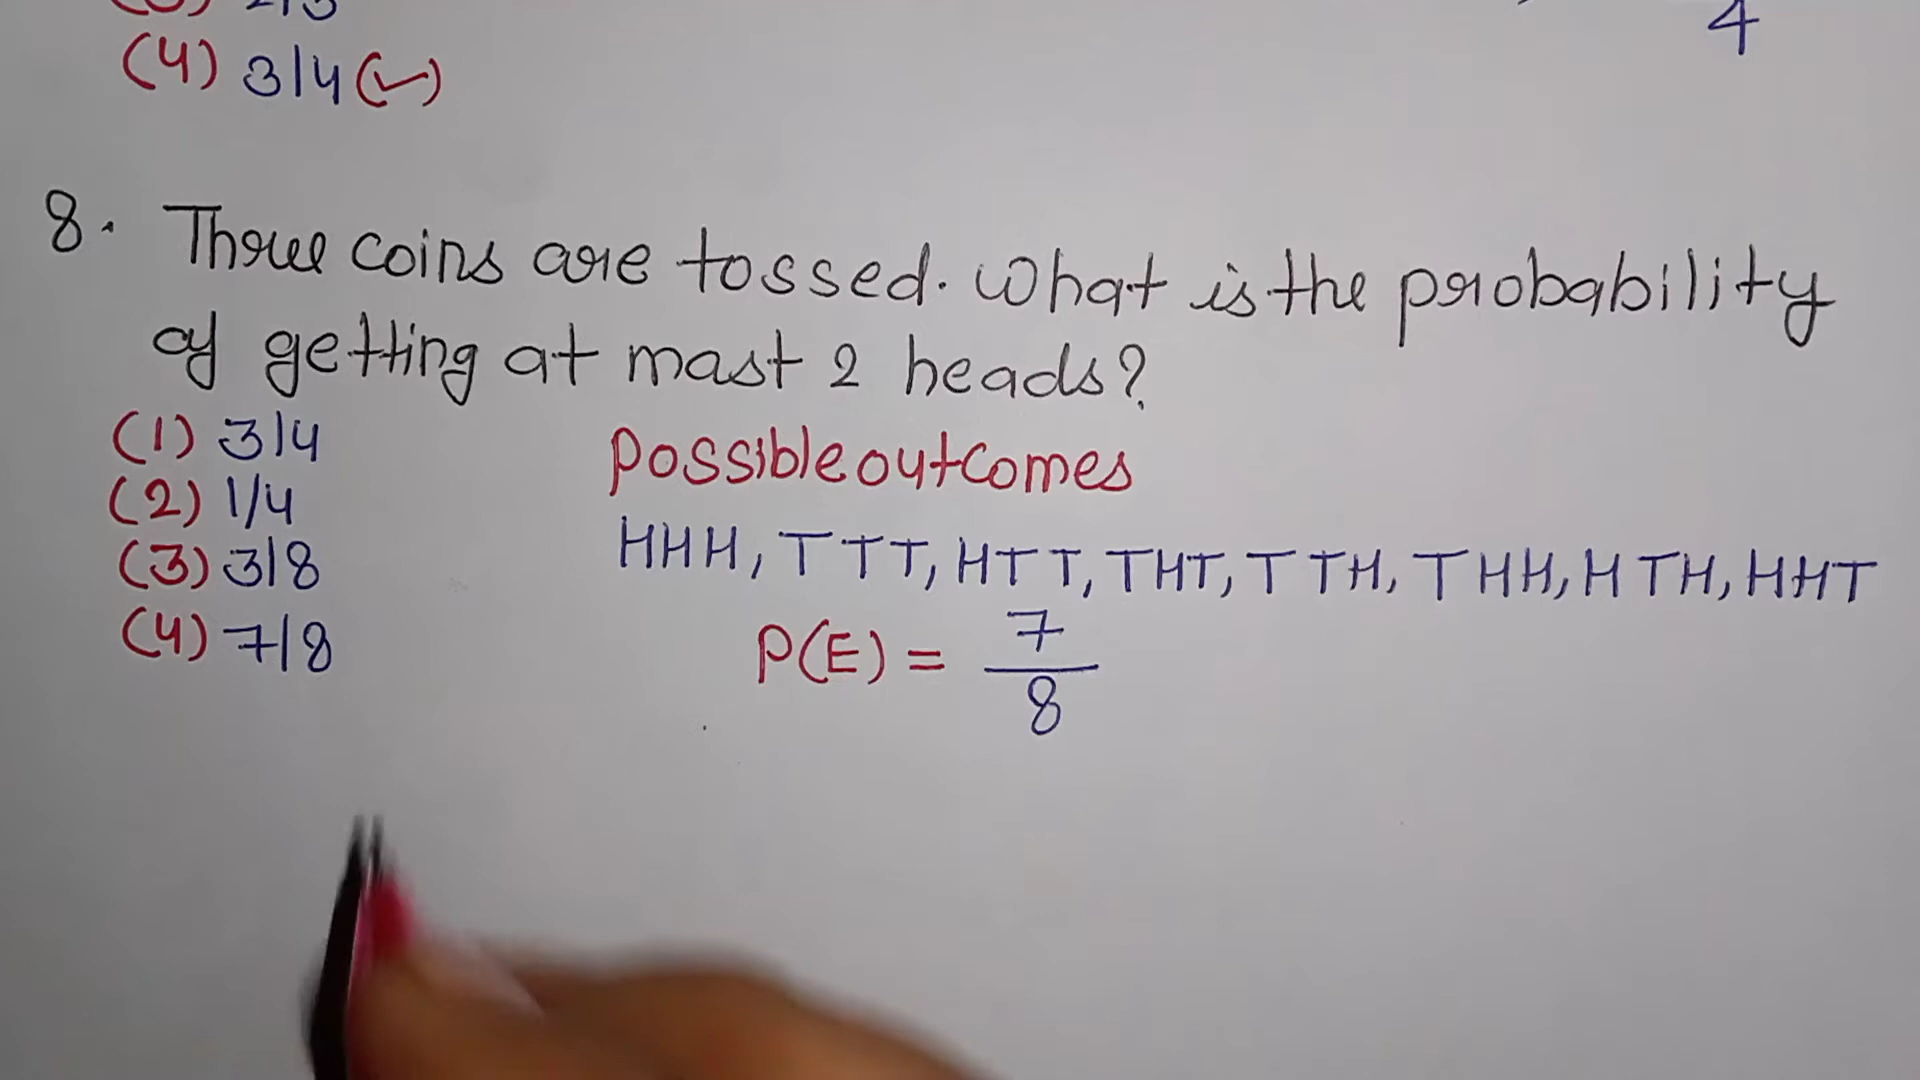 4
(4) 3/4 (✓)
8. Three coins are tossed. What is the probability
of getting at mast 2 heads?
(1) 3/4
(2) 1/4
(3) 3/8
(4) 7/8
Possible outcomes
HHH, TTT, HTT, THT, TTH, THH, HTH, HHT
P(E) = 7/8